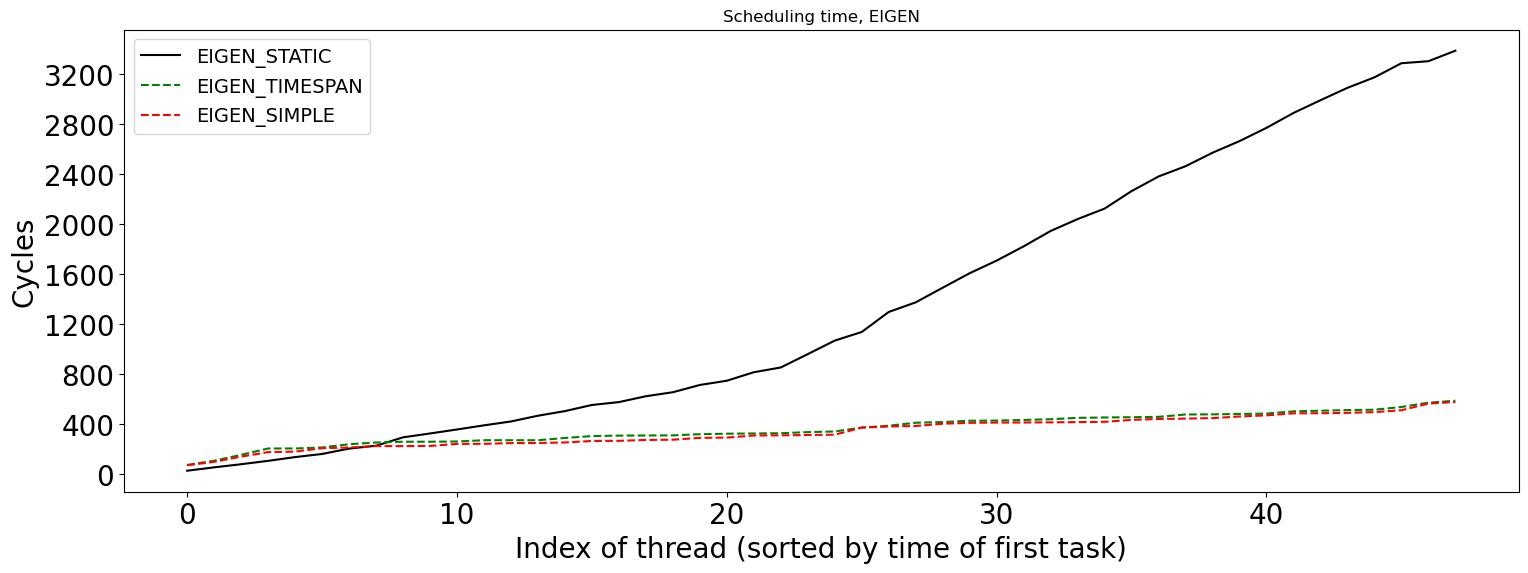 Scheduling time, EIGEN
EIGEN_STATIC
EIGEN_TIMESPAN
EIGEN_SIMPLE
Cycles
3200
2800
2400
2000
1600
1200
800
400
0
0 10 20 30 40
Index of thread (sorted by time of first task)